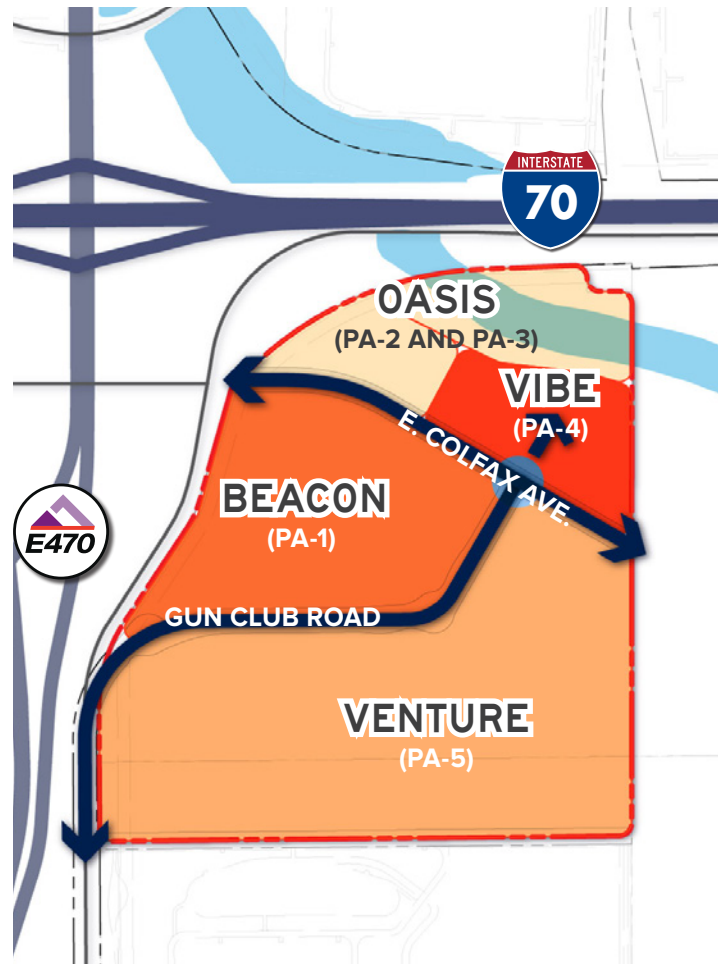 INTERSTATE
70
OASIS
(PA-2 AND PA-3)
VIBE
(PA-4)
E. COLFAX AVE.
BEACON
(PA-1)
E470
GUN CLUB ROAD
VENTURE
(PA-5)